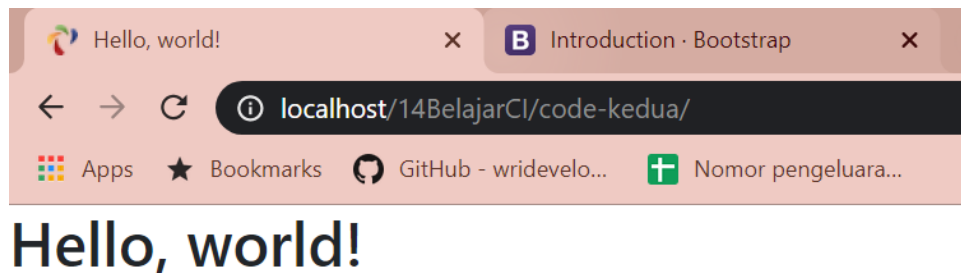 Hello, world!
Introduction · Bootstrap
localhost/14BelajarCI/code-kedua/
Apps Bookmarks GitHub - wridevelo... Nomor pengeluara...
Hello, world!